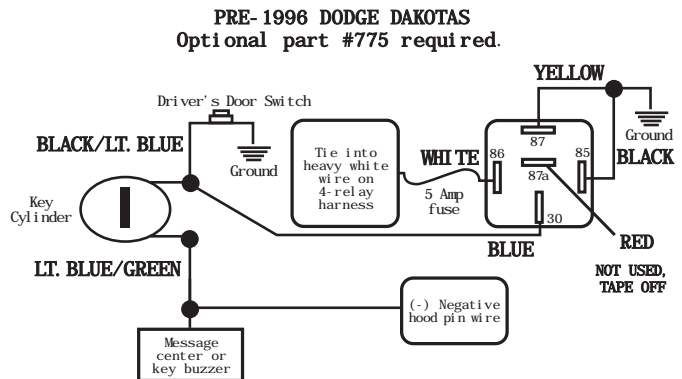 PRE-1996 DODGE DAKOTAS
Optional part #775 required.
YELLOW
Driver's Door Switch
BLACK/LT. BLUE
Ground
Tie into
heavy white
wire on
4-relay
harness
WHITE
5 Amp
fuse
86
87
87a
85
30
Ground
BLACK
Key
Cylinder
BLUE
RED
NOT USED,
TAPE OFF
LT. BLUE/GREEN
(-) Negative
hood pin wire
Message
center or
key buzzer